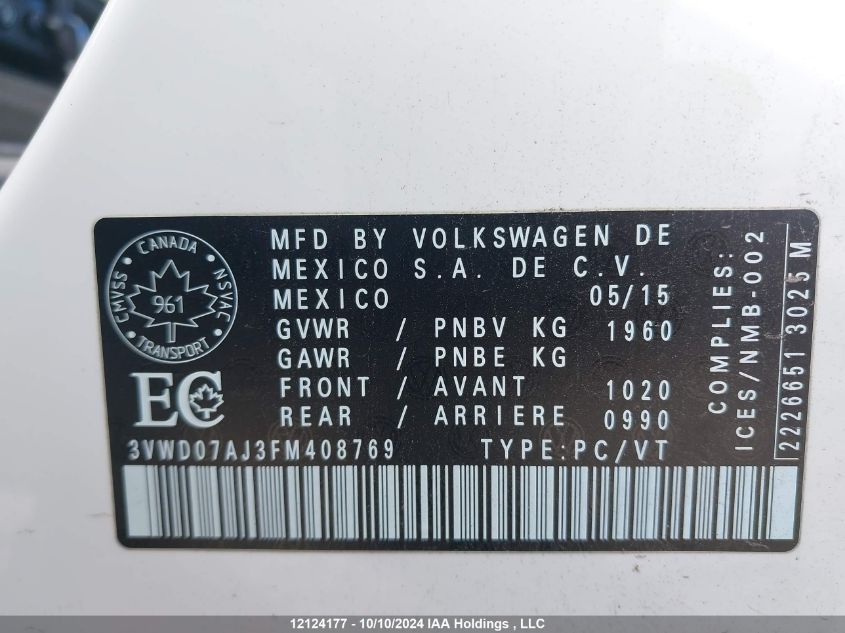 MFD BY VOLKSWAGEN DE
MEXICO S.A. DE C.V.
MEXICO 05/15
GVWR / PNBV KG 1960
GAWR / PNBE KG
FRONT / AVANT 1020
REAR / ARRIERE 0990
3VWD07AJ3FM408769 TYPE:PC/VT
CANADA
CMVSS
NSVAC
961
TRANSPORT
EC
COMPLIES:
ICES/NMB-002
2226651 3025 M
12124177 - 10/10/2024 IAA Holdings , LLC